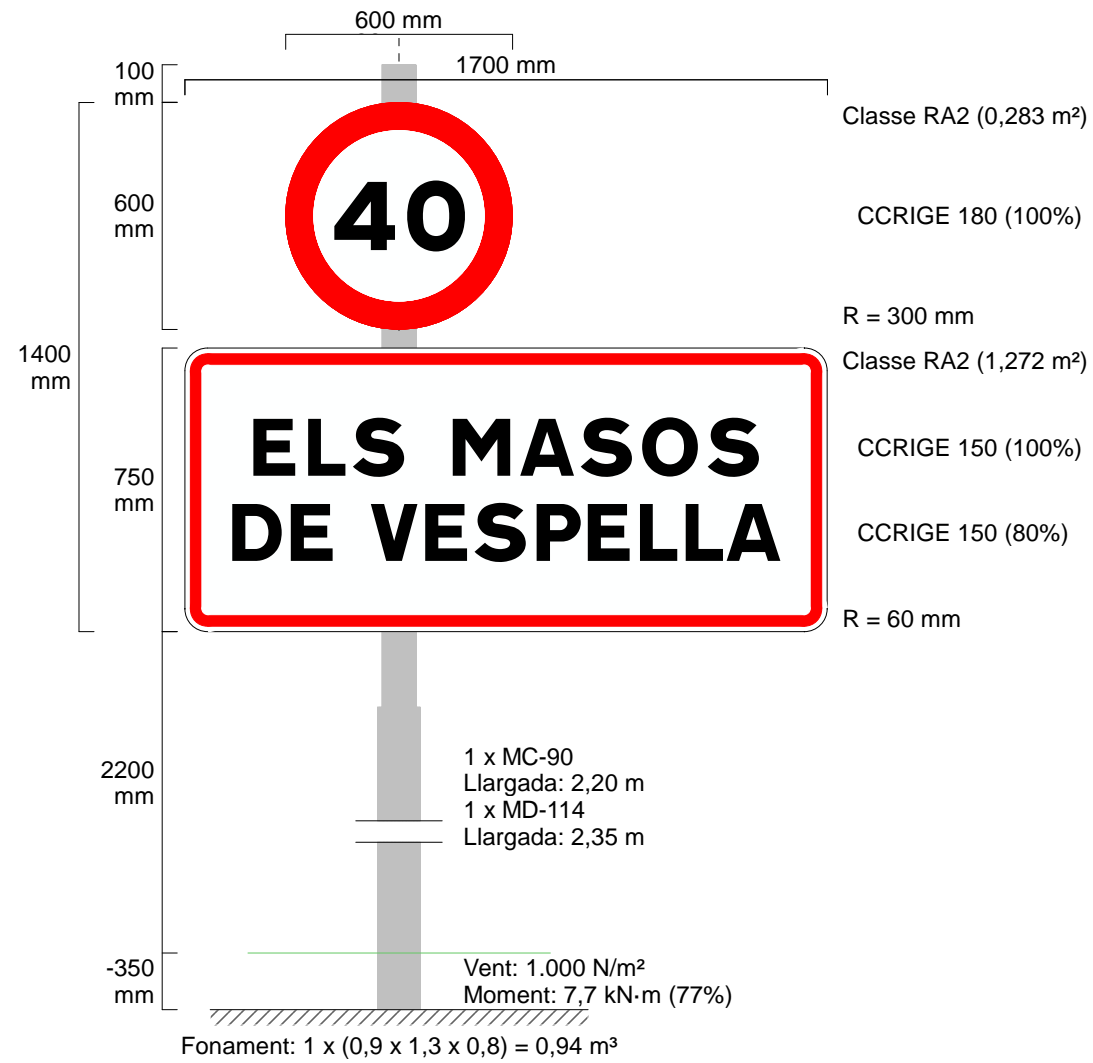 600 mm
100
mm
1700 mm
Classe RA2 (0,283 m²)
600
mm
40
CCRIGE 180 (100%)
R = 300 mm
1400
mm
Classe RA2 (1,272 m²)
750
mm
ELS MASOS
CCRIGE 150 (100%)
DE VESPELLA
CCRIGE 150 (80%)
R = 60 mm
2200
mm
1 x MC-90
Llargada: 2,20 m
1 x MD-114
Llargada: 2,35 m
-350
mm
Vent: 1.000 N/m²
Moment: 7,7 kN·m (77%)
Fonament: 1 x (0,9 x 1,3 x 0,8) = 0,94 m³